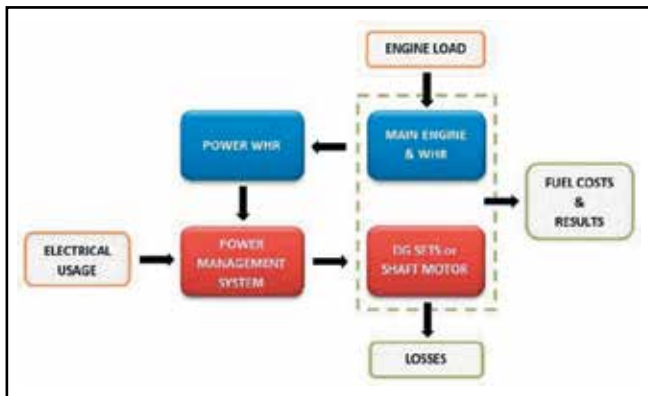 ENGINE LOAD
POWER WHR
MAIN ENGINE
& WHR
FUEL COSTS
&
RESULTS
ELECTRICAL
USAGE
POWER
MANAGEMENT
SYSTEM
DG SETS or
SHAFT MOTOR
LOSSES